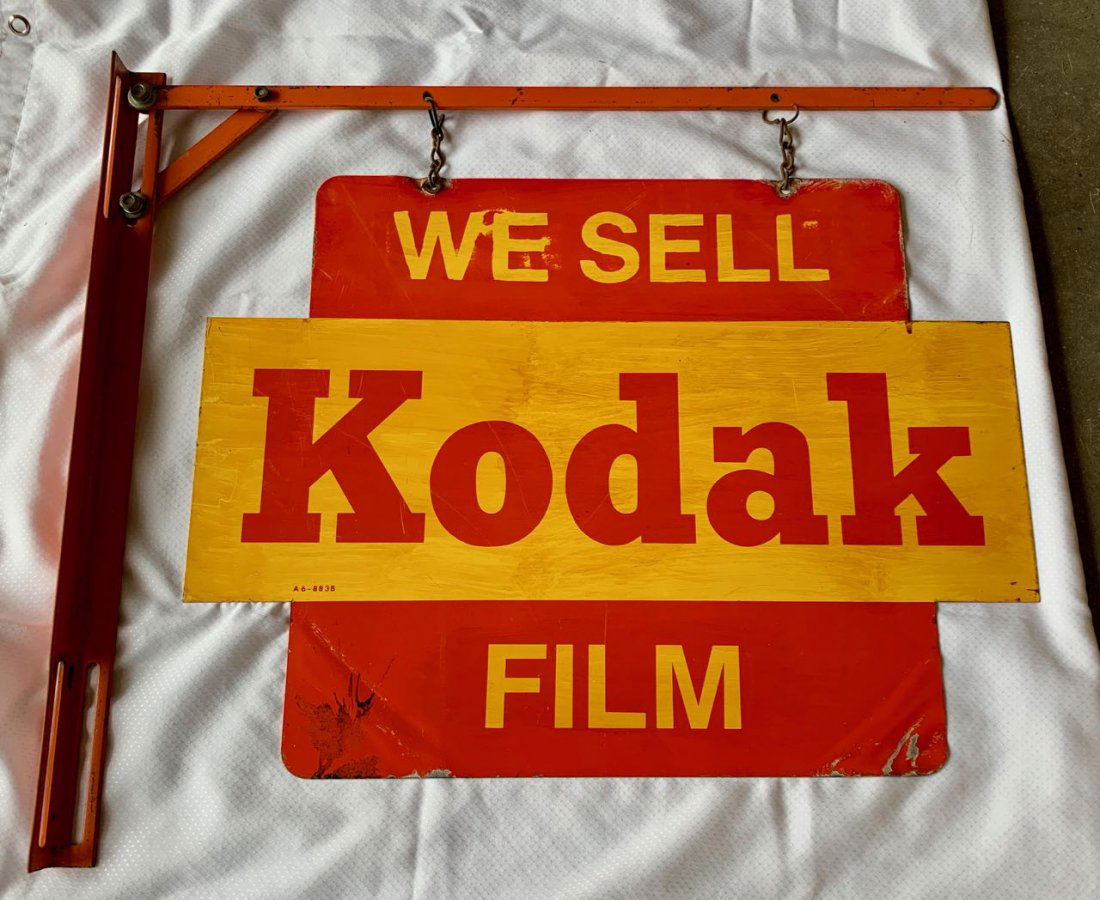 WE SELL
Kodak
A6-883B
FILM